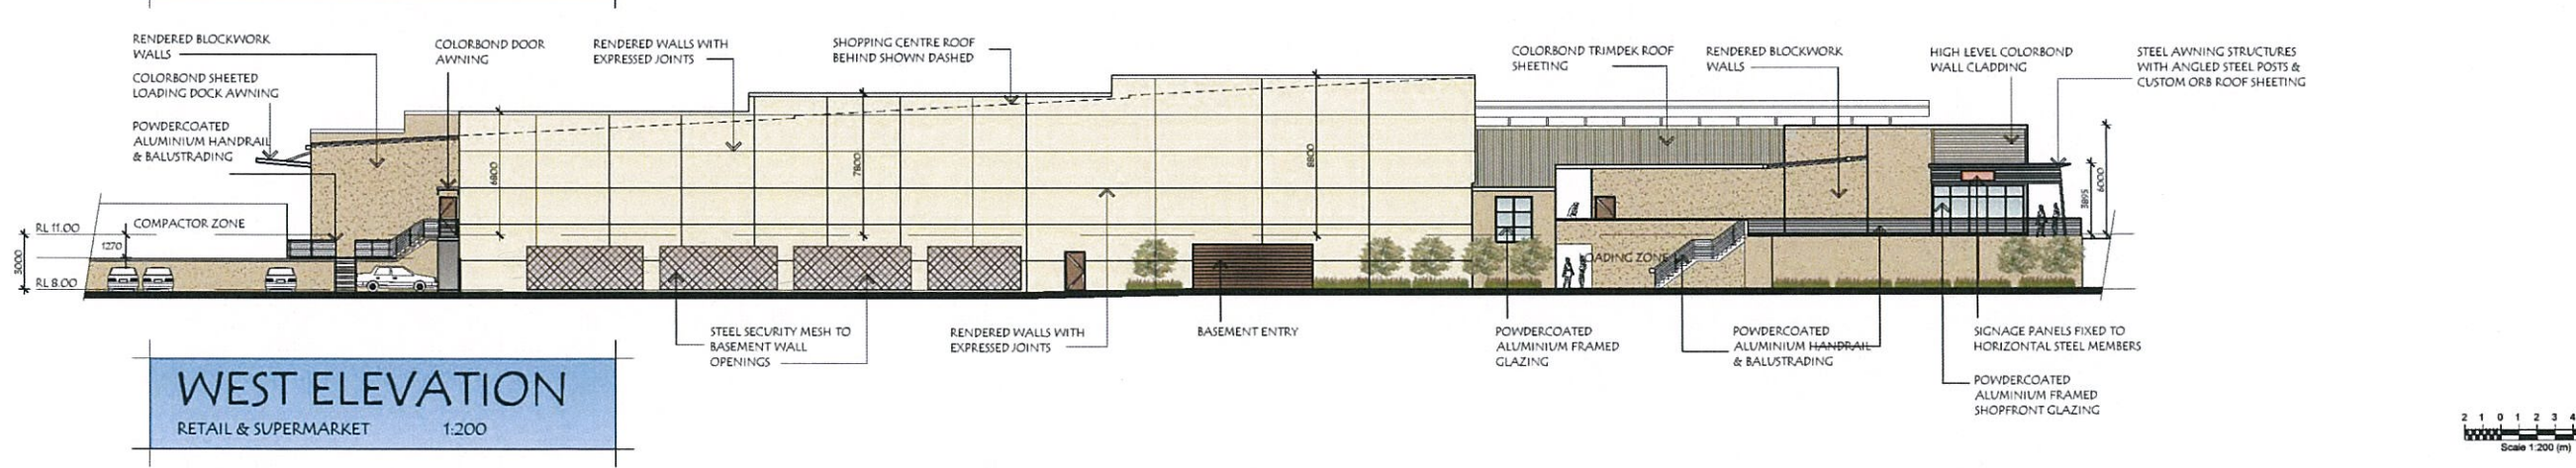 RENDERED BLOCKWORK
WALLS
COLORBOND SHEETED
LOADING DOCK AWNING
POWDERCOATED
ALUMINIUM HANDRAIL
& BALUSTRADING
COLORBOND DOOR
AWNING
RENDERED WALLS WITH
EXPRESSED JOINTS
SHOPPING CENTRE ROOF
BEHIND SHOWN DASHED
COLORBOND TRIMDEK ROOF
SHEETING
RENDERED BLOCKWORK
WALLS
HIGH LEVEL COLORBOND
WALL CLADDING
STEEL AWNING STRUCTURES
WITH ANGLED STEEL POSTS &
CUSTOM ORB ROOF SHEETING
6800
7800
8800
3895
6000
RL 11.00
COMPACTOR ZONE
1270
3000
RL 8.00
LOADING ZONE
STEEL SECURITY MESH TO
BASEMENT WALL
OPENINGS
RENDERED WALLS WITH
EXPRESSED JOINTS
BASEMENT ENTRY
POWDERCOATED
ALUMINIUM FRAMED
GLAZING
POWDERCOATED
ALUMINIUM HANDRAIL
& BALUSTRADING
SIGNAGE PANELS FIXED TO
HORIZONTAL STEEL MEMBERS
POWDERCOATED
ALUMINIUM FRAMED
SHOPFRONT GLAZING
WEST ELEVATION
RETAIL & SUPERMARKET 1:200
2 1 0 1 2 3 4
Scale 1:200 (m)